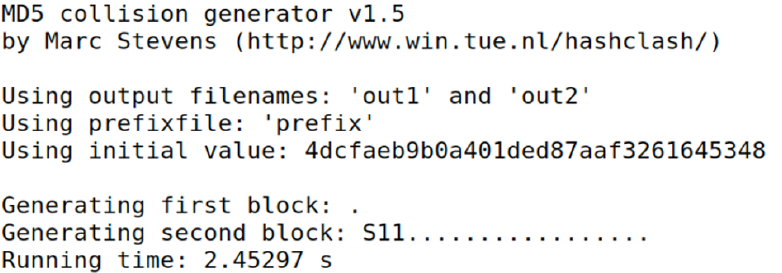 MD5 collision generator v1.5
by Marc Stevens (http://www.win.tue.nl/hashclash/)
Using output filenames: 'out1' and 'out2'
Using prefixfile: 'prefix'
Using initial value: 4dcfaeb9b0a401ded87aaf3261645348
Generating first block: .
Generating second block: S11..................
Running time: 2.45297 s